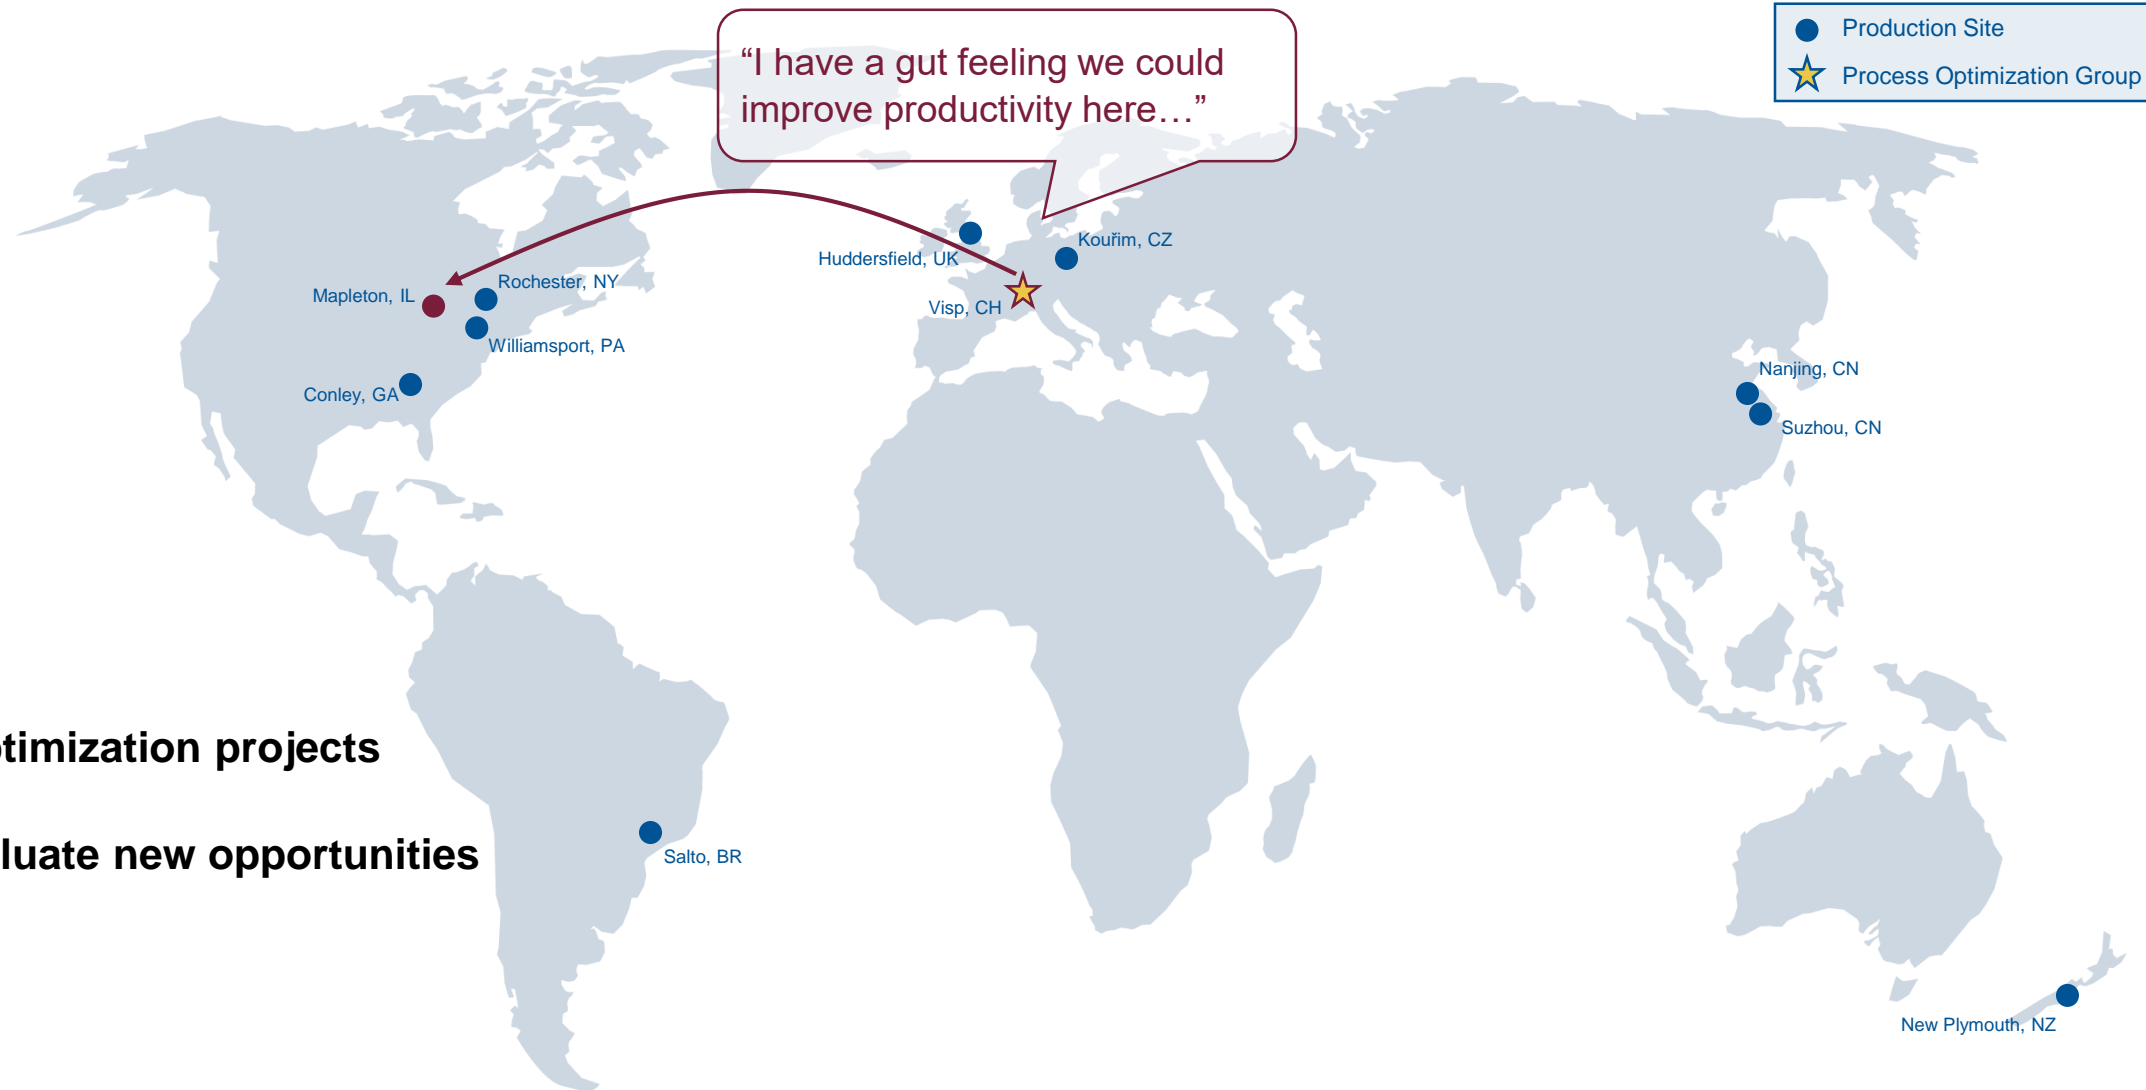 Production Site
Process Optimization Group
“I have a gut feeling we could
improve productivity here…”
Huddersfield, UK
Kouřim, CZ
Mapleton, IL
Rochester, NY
Visp, CH
Williamsport, PA
Conley, GA
Nanjing, CN
Suzhou, CN
timization projects
luate new opportunities
Salto, BR
New Plymouth, NZ